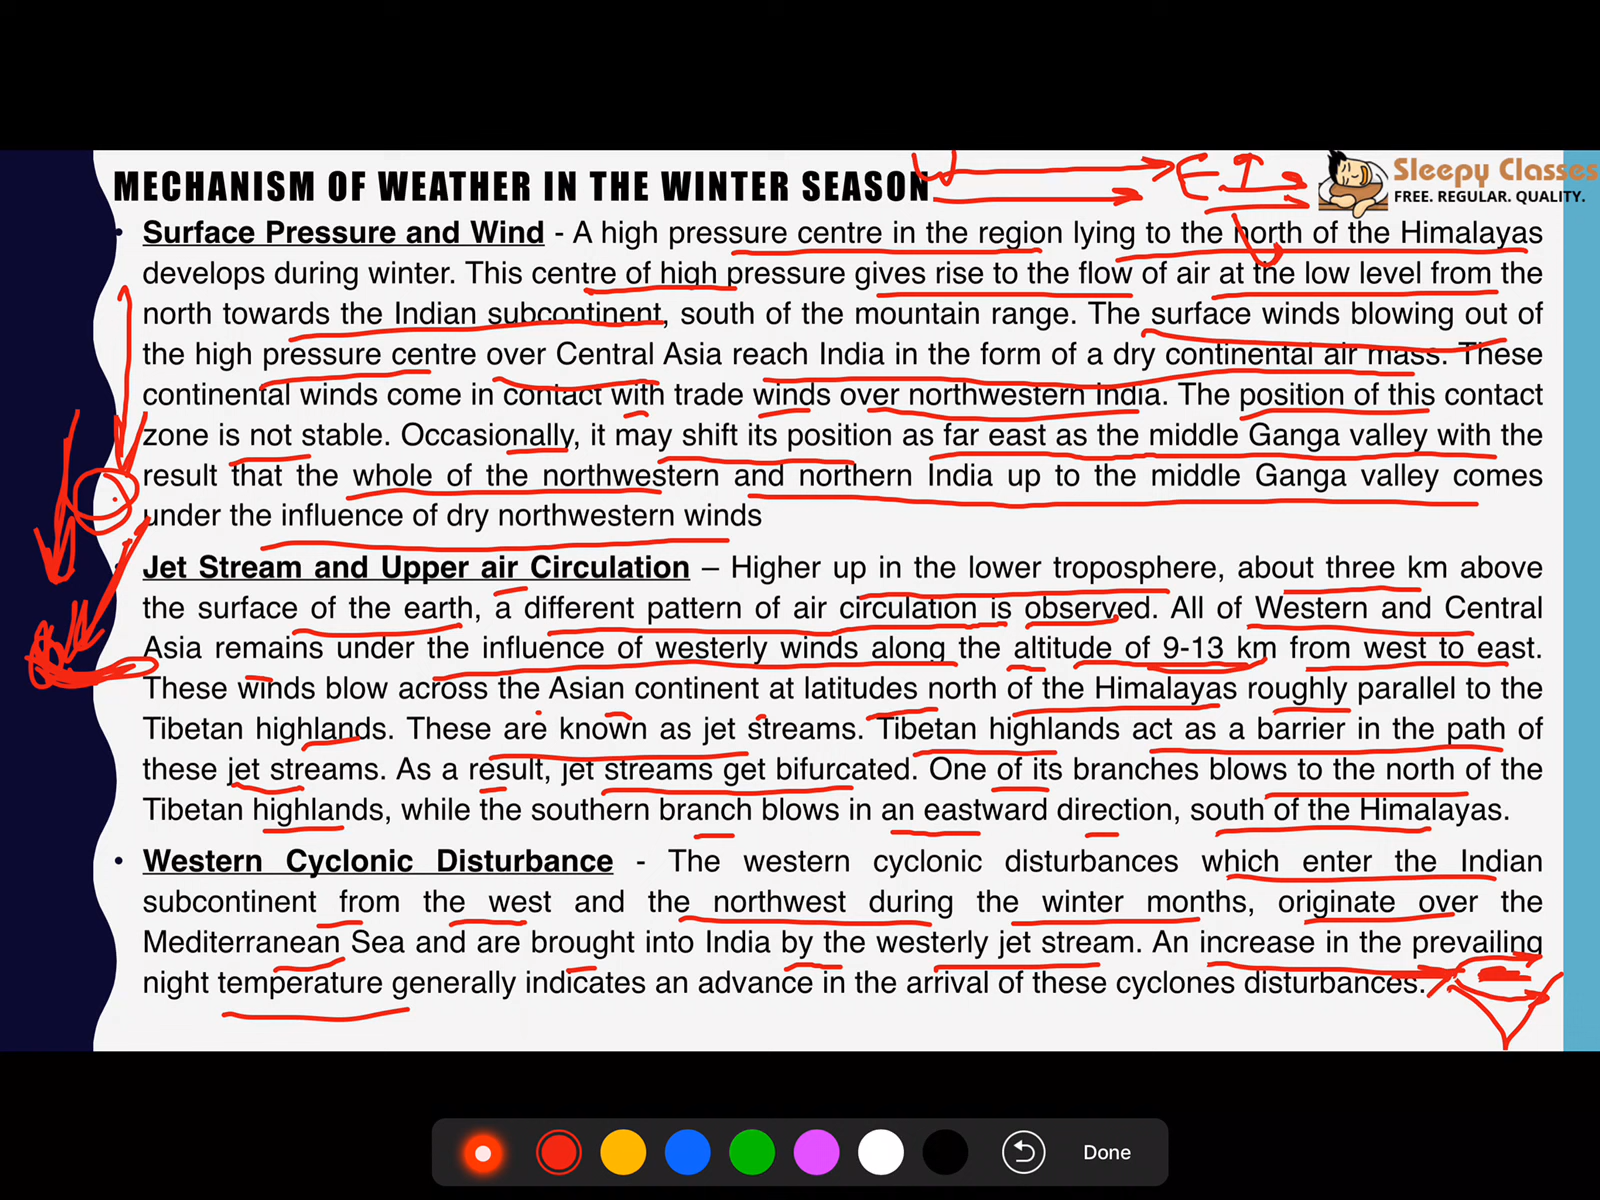 MECHANISM OF WEATHER IN THE WINTER SEASON
W E I
Sleepy Classes
FREE. REGULAR. QUALITY.
• Surface Pressure and Wind - A high pressure centre in the region lying to the north of the Himalayas
develops during winter. This centre of high pressure gives rise to the flow of air at the low level from the
north towards the Indian subcontinent, south of the mountain range. The surface winds blowing out of
the high pressure centre over Central Asia reach India in the form of a dry continental air mass. These
continental winds come in contact with trade winds over northwestern India. The position of this contact
zone is not stable. Occasionally, it may shift its position as far east as the middle Ganga valley with the
result that the whole of the northwestern and northern India up to the middle Ganga valley comes
under the influence of dry northwestern winds
Jet Stream and Upper air Circulation – Higher up in the lower troposphere, about three km above
the surface of the earth, a different pattern of air circulation is observed. All of Western and Central
Asia remains under the influence of westerly winds along the altitude of 9-13 km from west to east.
These winds blow across the Asian continent at latitudes north of the Himalayas roughly parallel to the
Tibetan highlands. These are known as jet streams. Tibetan highlands act as a barrier in the path of
these jet streams. As a result, jet streams get bifurcated. One of its branches blows to the north of the
Tibetan highlands, while the southern branch blows in an eastward direction, south of the Himalayas.
• Western Cyclonic Disturbance - The western cyclonic disturbances which enter the Indian
subcontinent from the west and the northwest during the winter months, originate over the
Mediterranean Sea and are brought into India by the westerly jet stream. An increase in the prevailing
night temperature generally indicates an advance in the arrival of these cyclones disturbances.
Done